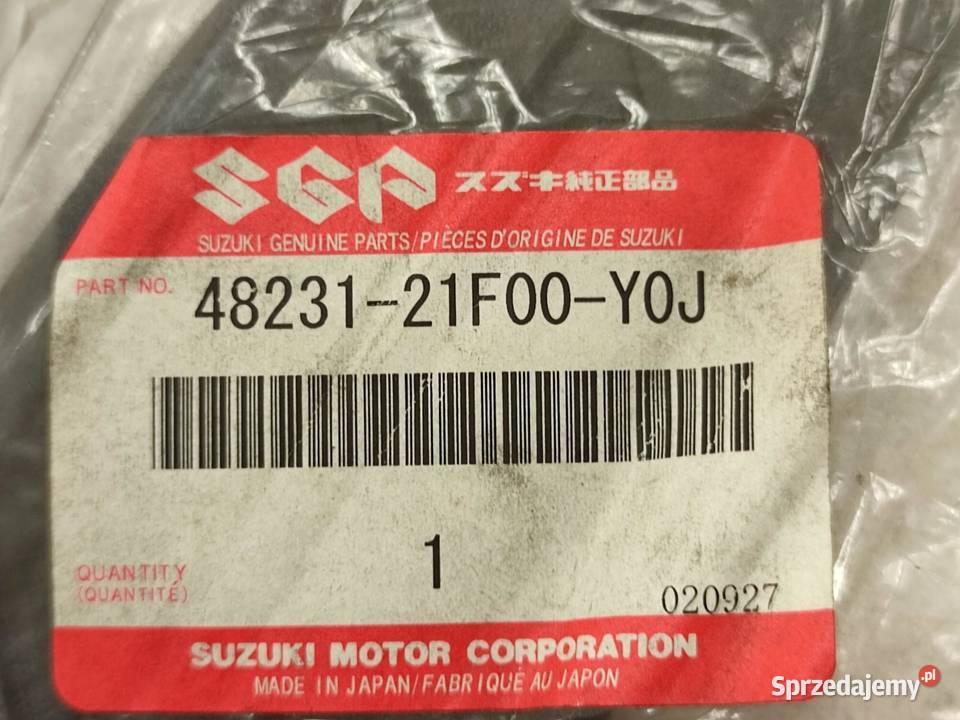 SGP スズキ純正部品
SUZUKI GENUINE PARTS/PIÈCES D'ORIGINE DE SUZUKI
PART NO. 48231-21F00-Y0J
QUANTITY 1
(QUANTITÉ)
020927
SUZUKI MOTOR CORPORATION
MADE IN JAPAN/FABRIQUÉ AU JAPON
Sprzedajemy.pl